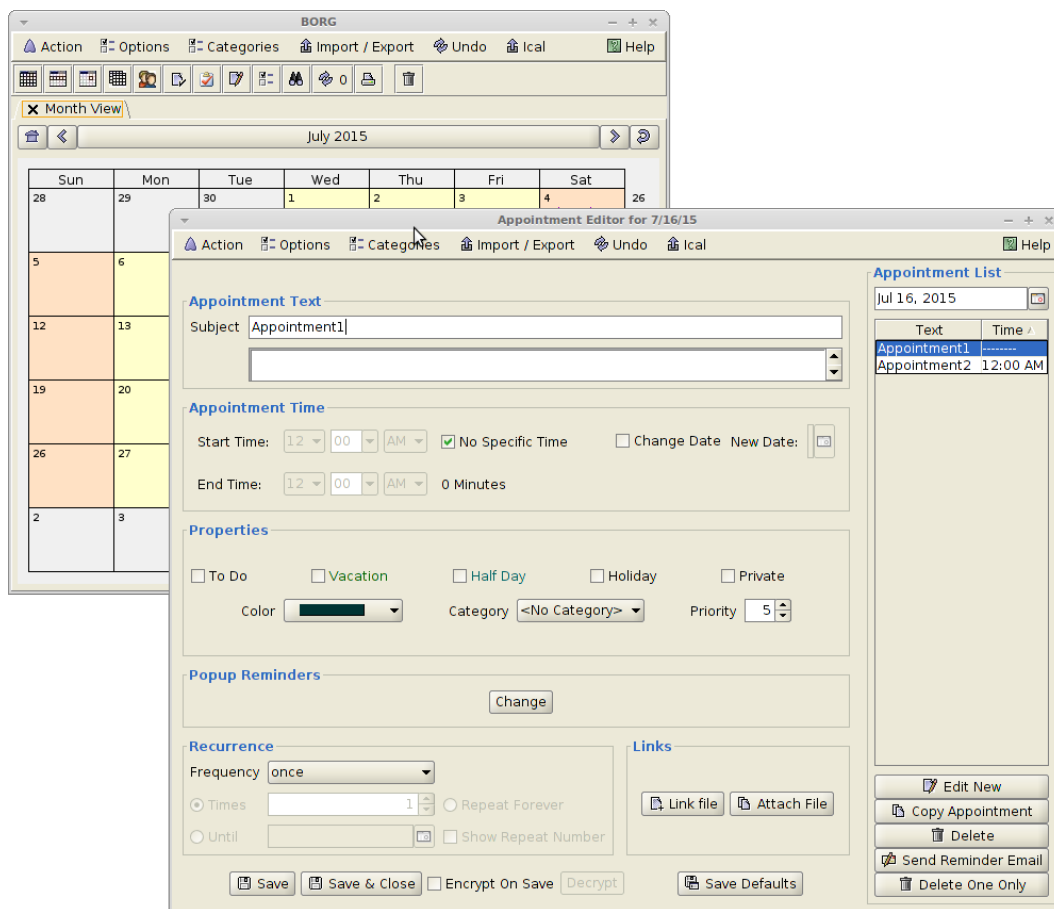 BORG
Action Options Categories Import / Export Undo Ical Help
0
Month View
July 2015
Sun Mon Tue Wed Thu Fri Sat
28 29 30 1 2 3 4 26
5 6
12 13
19 20
26 27
2 3
Appointment Editor for 7/16/15
Action Options Categories Import / Export Undo Ical Help
Appointment Text
Subject Appointment1
Appointment Time
Start Time: 12 00 AM No Specific Time Change Date New Date:
End Time: 12 00 AM 0 Minutes
Properties
To Do Vacation Half Day Holiday Private
Color Category <No Category> Priority 5
Popup Reminders
Change
Recurrence
Frequency once
Times 1 Repeat Forever
Until Show Repeat Number
Links
Link file Attach File
Save Save & Close Encrypt On Save Decrypt Save Defaults
Appointment List
Jul 16, 2015
Text Time
Appointment1 --------
Appointment2 12:00 AM
Edit New
Copy Appointment
Delete
Send Reminder Email
Delete One Only